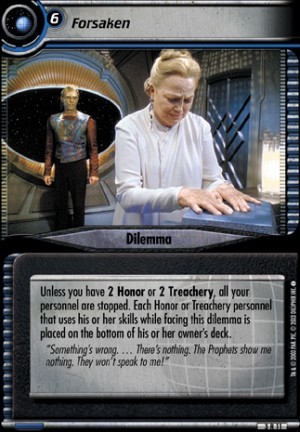 6
Forsaken
Dilemma
Unless you have 2 Honor or 2 Treachery, all your
personnel are stopped. Each Honor or Treachery personnel
that uses his or her skills while facing this dilemma is
placed on the bottom of his or her owner's deck.
"Something's wrong. … There's nothing. The Prophets show me
nothing. They won't speak to me!"